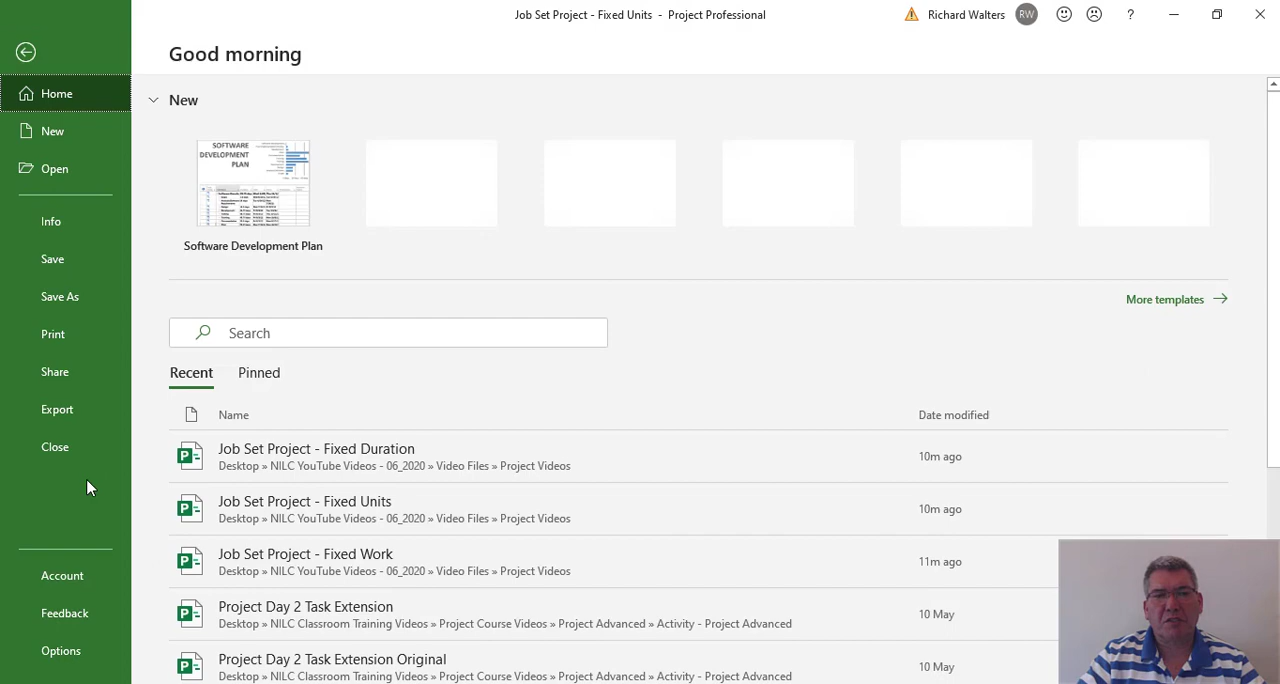 Job Set Project - Fixed Units - Project Professional
Richard Walters
RW
?
Good morning
Home
New
Open
Info
Save
Save As
Print
Share
Export
Close
Account
Feedback
Options
New
SOFTWARE
DEVELOPMENT
PLAN
Software Development Plan
More templates
Search
Recent Pinned
Name Date modified
Job Set Project - Fixed Duration
Desktop » NILC YouTube Videos - 06_2020 » Video Files » Project Videos
10m ago
Job Set Project - Fixed Units
Desktop » NILC YouTube Videos - 06_2020 » Video Files » Project Videos
10m ago
Job Set Project - Fixed Work
Desktop » NILC YouTube Videos - 06_2020 » Video Files » Project Videos
11m ago
Project Day 2 Task Extension
Desktop » NILC Classroom Training Videos » Project Course Videos » Project Advanced » Activity - Project Advanced
10 May
Project Day 2 Task Extension Original
Desktop » NILC Classroom Training Videos » Project Course Videos » Project Advanced » Activity - Project Advanced
10 May